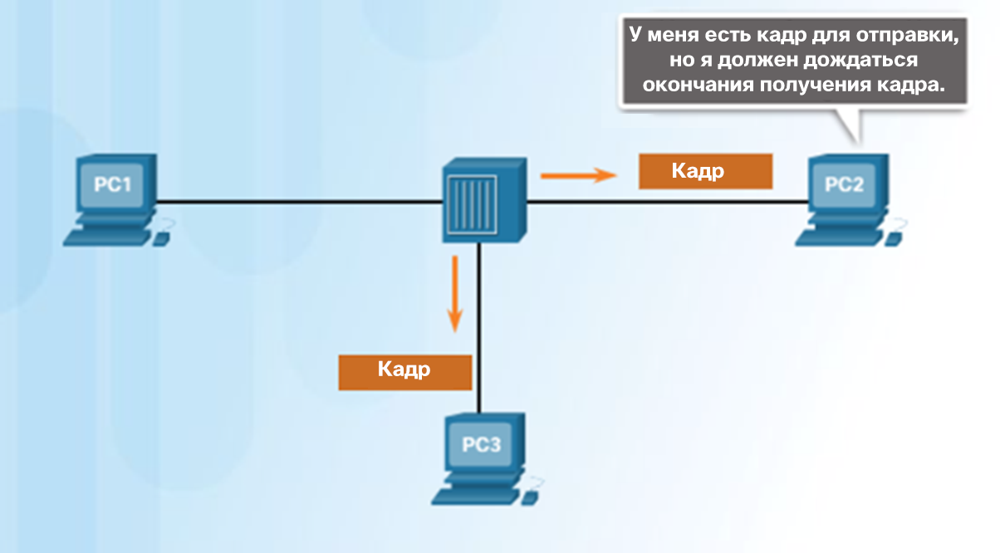 У меня есть кадр для отправки,
но я должен дождаться
окончания получения кадра.
PC1
Кадр
PC2
Кадр
PC3